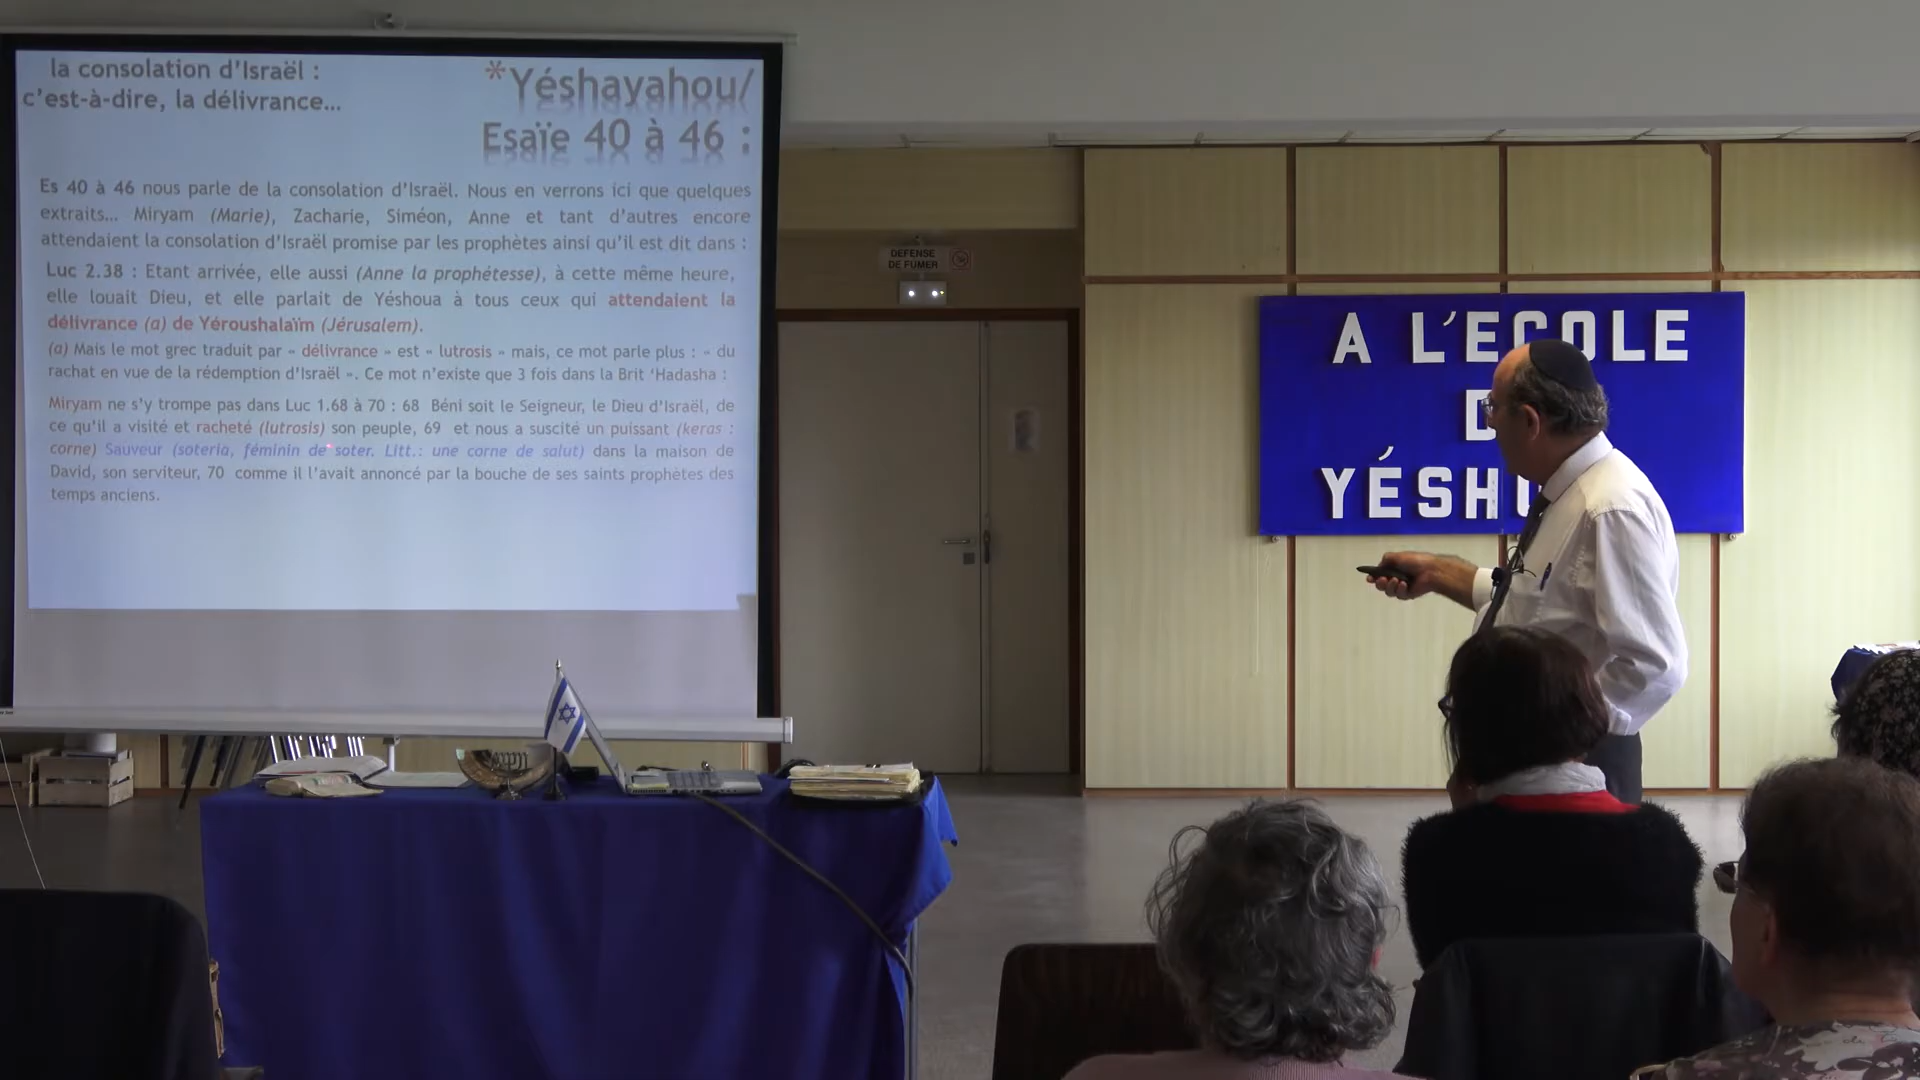 la consolation d'Israël :
c'est-à-dire, la délivrance…
*Yéshayahou/
Esaïe 40 à 46 :
Es 40 à 46 nous parle de la consolation d'Israël. Nous en verrons ici que quelques
extraits… Miryam (Marie), Zacharie, Siméon, Anne et tant d'autres encore
attendaient la consolation d'Israël promise par les prophètes ainsi qu'il est dit dans :
Luc 2.38 : Etant arrivée, elle aussi (Anne la prophétesse), à cette même heure,
elle louait Dieu, et elle parlait de Yéshoua à tous ceux qui attendaient la
délivrance (a) de Yéroushalaïm (Jérusalem).
(a) Mais le mot grec traduit par « délivrance » est « lutrosis » mais, ce mot parle plus : « du
rachat en vue de la rédemption d'Israël ». Ce mot n'existe que 3 fois dans la Brit 'Hadasha :
Miryam ne s'y trompe pas dans Luc 1.68 à 70 : 68 Béni soit le Seigneur, le Dieu d'Israël, de
ce qu'il a visité et racheté (lutrosis) son peuple, 69 et nous a suscité un puissant (keras :
corne) Sauveur (soteria, féminin de soter. Litt.: une corne de salut) dans la maison de
David, son serviteur, 70 comme il l'avait annoncé par la bouche de ses saints prophètes des
temps anciens.
DEFENSE
DE FUMER
A L'ECOLE
D
YÉSHO